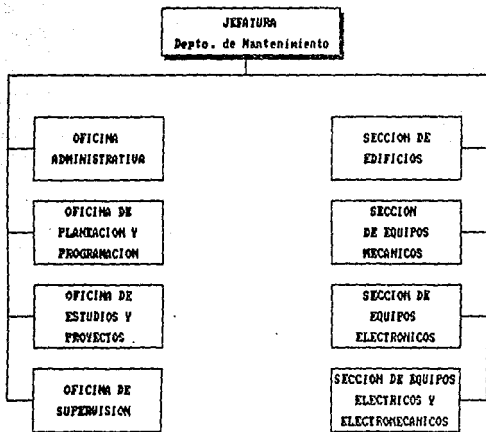 JEFATURA
Depto. de Mantenimiento
OFICINA
ADMINISTRATIVA
OFICINA DE
PLANEACION Y
PROGRAMACION
OFICINA DE
ESTUDIOS Y
PROYECTOS
OFICINA DE
SUPERVISION
SECCION DE
EDIFICIOS
SECCION
DE EQUIPOS
MECANICOS
SECCION DE
EQUIPOS
ELECTRONICOS
SECCION DE EQUIPOS
ELECTRICOS Y
ELECTROMECANICOS